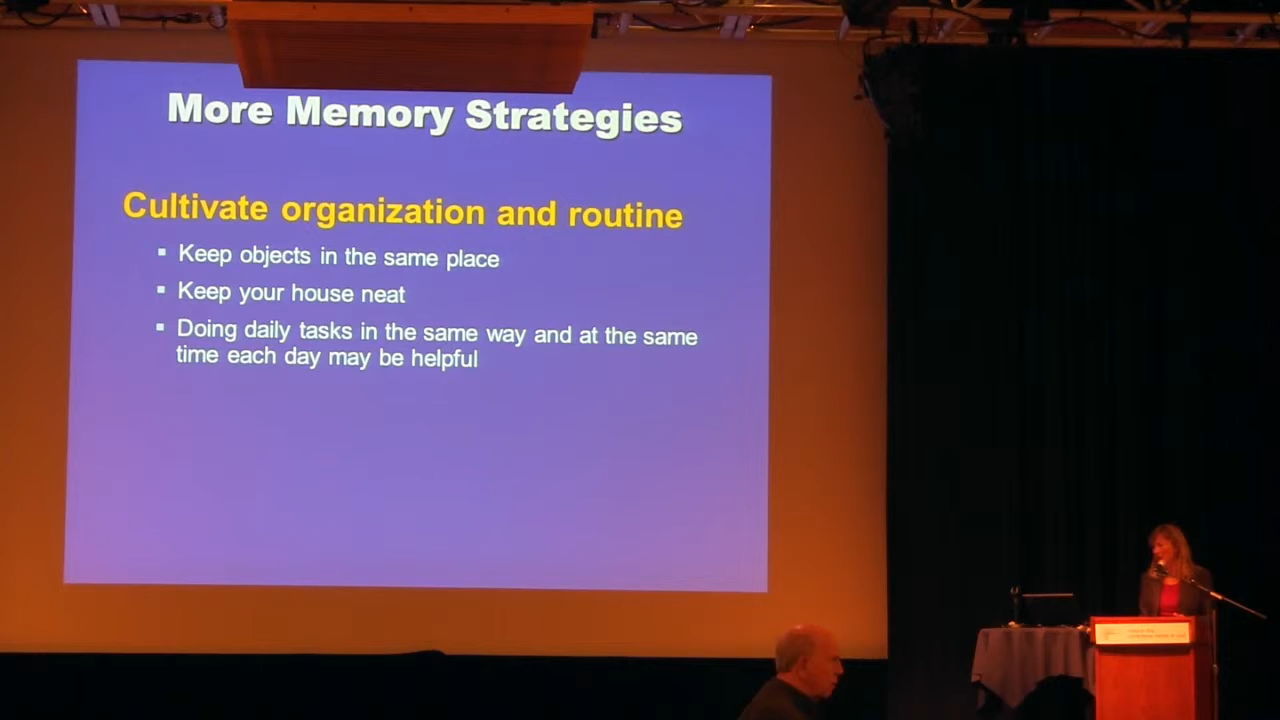 More Memory Strategies
Cultivate organization and routine
▪ Keep objects in the same place
▪ Keep your house neat
▪ Doing daily tasks in the same way and at the same
time each day may be helpful